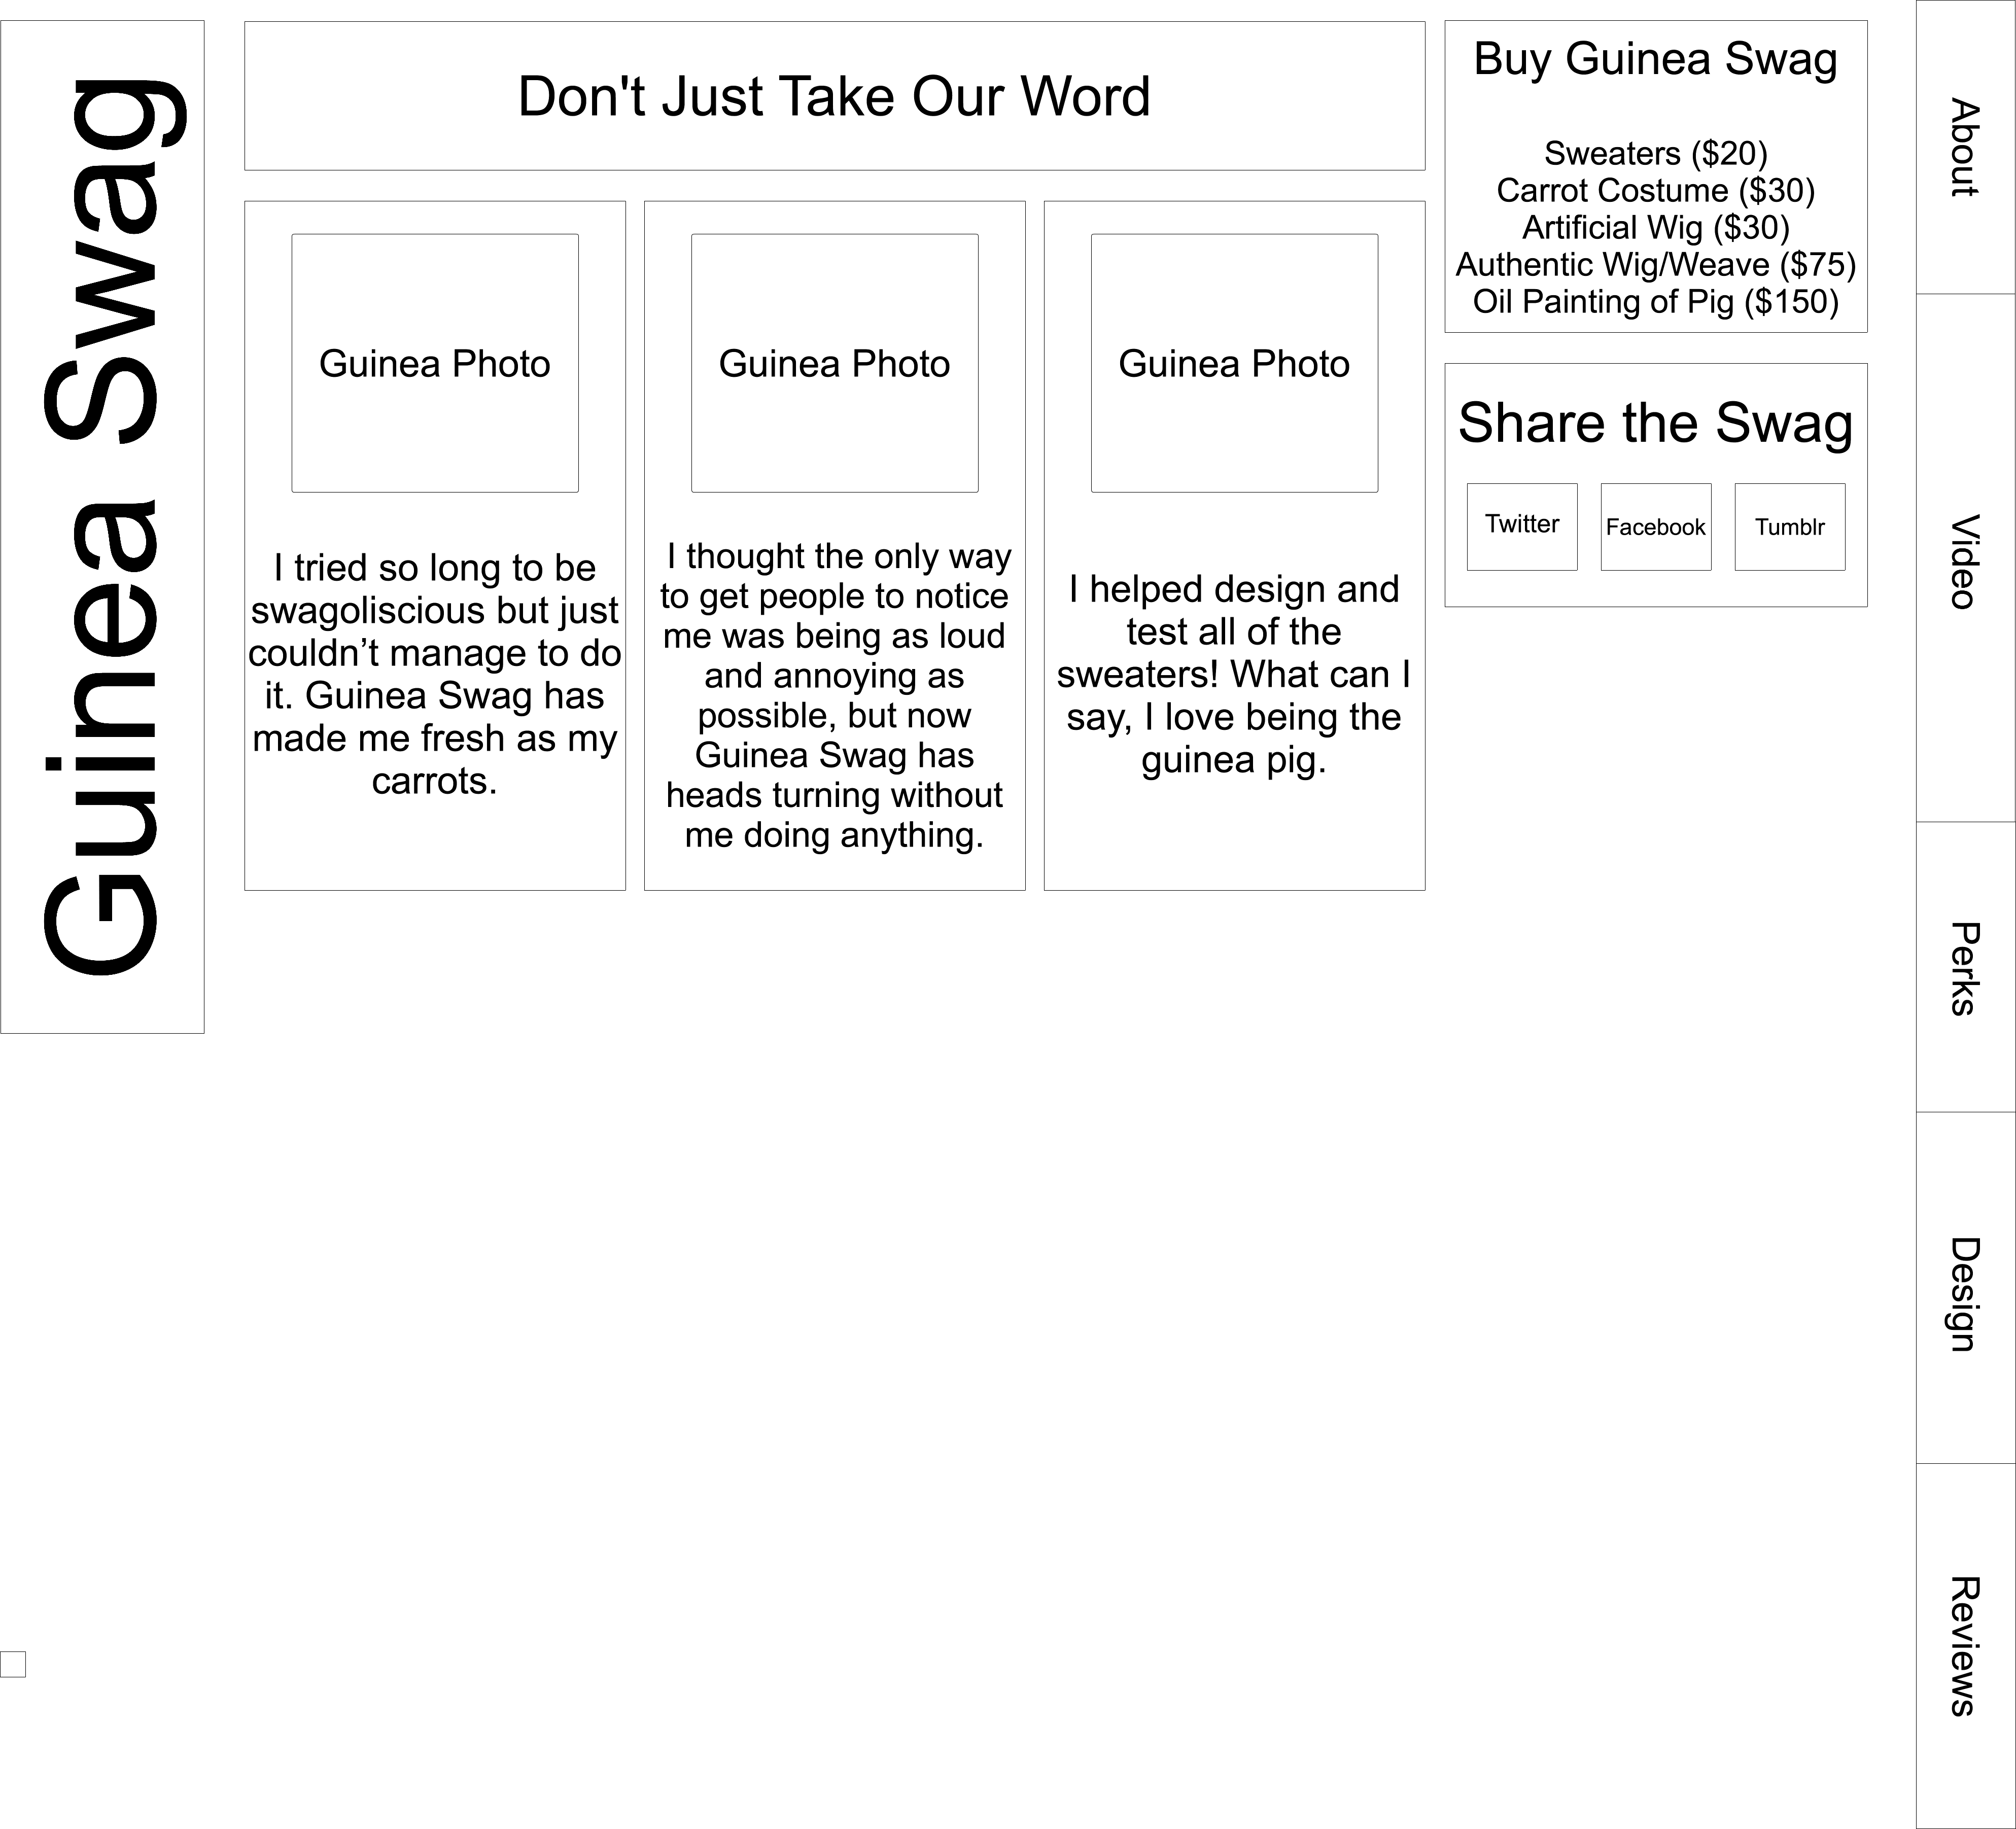 Guinea Swag
Don't Just Take Our Word
Guinea Photo
I tried so long to be
swagoliscious but just
couldn’t manage to do
it. Guinea Swag has
made me fresh as my
carrots.
Guinea Photo
I thought the only way
to get people to notice
me was being as loud
and annoying as
possible, but now
Guinea Swag has
heads turning without
me doing anything.
Guinea Photo
I helped design and
test all of the
sweaters! What can I
say, I love being the
guinea pig.
Buy Guinea Swag
Sweaters ($20)
Carrot Costume ($30)
Artificial Wig ($30)
Authentic Wig/Weave ($75)
Oil Painting of Pig ($150)
Share the Swag
Twitter
Facebook
Tumblr
About
Video
Perks
Design
Reviews